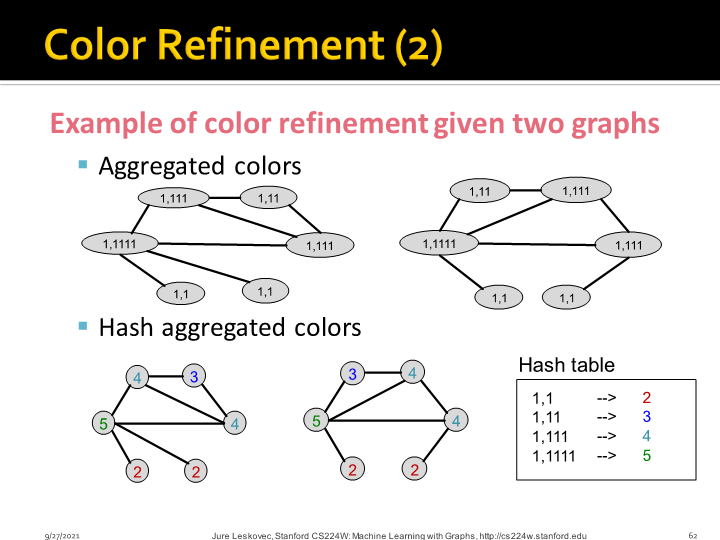 Color Refinement (2)
Example of color refinement given two graphs
Aggregated colors
1,111
1,11
1,1111
1,111
1,1
1,1
1,11
1,111
1,1111
1,111
1,1
1,1
Hash aggregated colors
4
3
5
4
2
2
3
4
5
4
2
2
Hash table
1,1 --> 2
1,11 --> 3
1,111 --> 4
1,1111 --> 5
9/27/2021
Jure Leskovec, Stanford CS224W: Machine Learning with Graphs, http://cs224w.stanford.edu
62